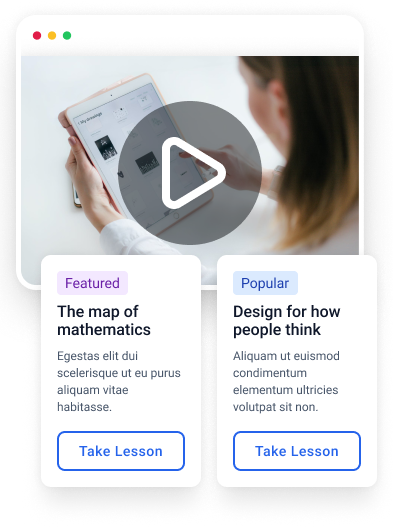 Featured
The map of
mathematics
Egestas elit dui
scelerisque ut eu purus
aliquam vitae
habitasse.
Take Lesson
Popular
Design for how
people think
Aliquam ut euismod
condimentum
elementum ultricies
volutpat sit non.
Take Lesson